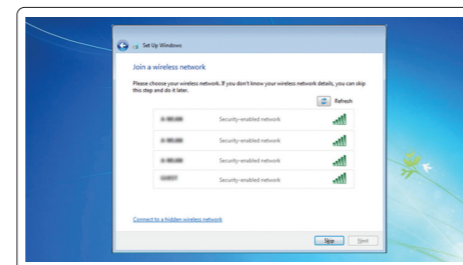 Set Up Windows
Join a wireless network
Please choose your wireless network. If you don't know your wireless network details, you can skip
this step and do it later.
Refresh
Security-enabled network
Security-enabled network
Security-enabled network
Security-enabled network
Connect to a hidden wireless network
Skip Next